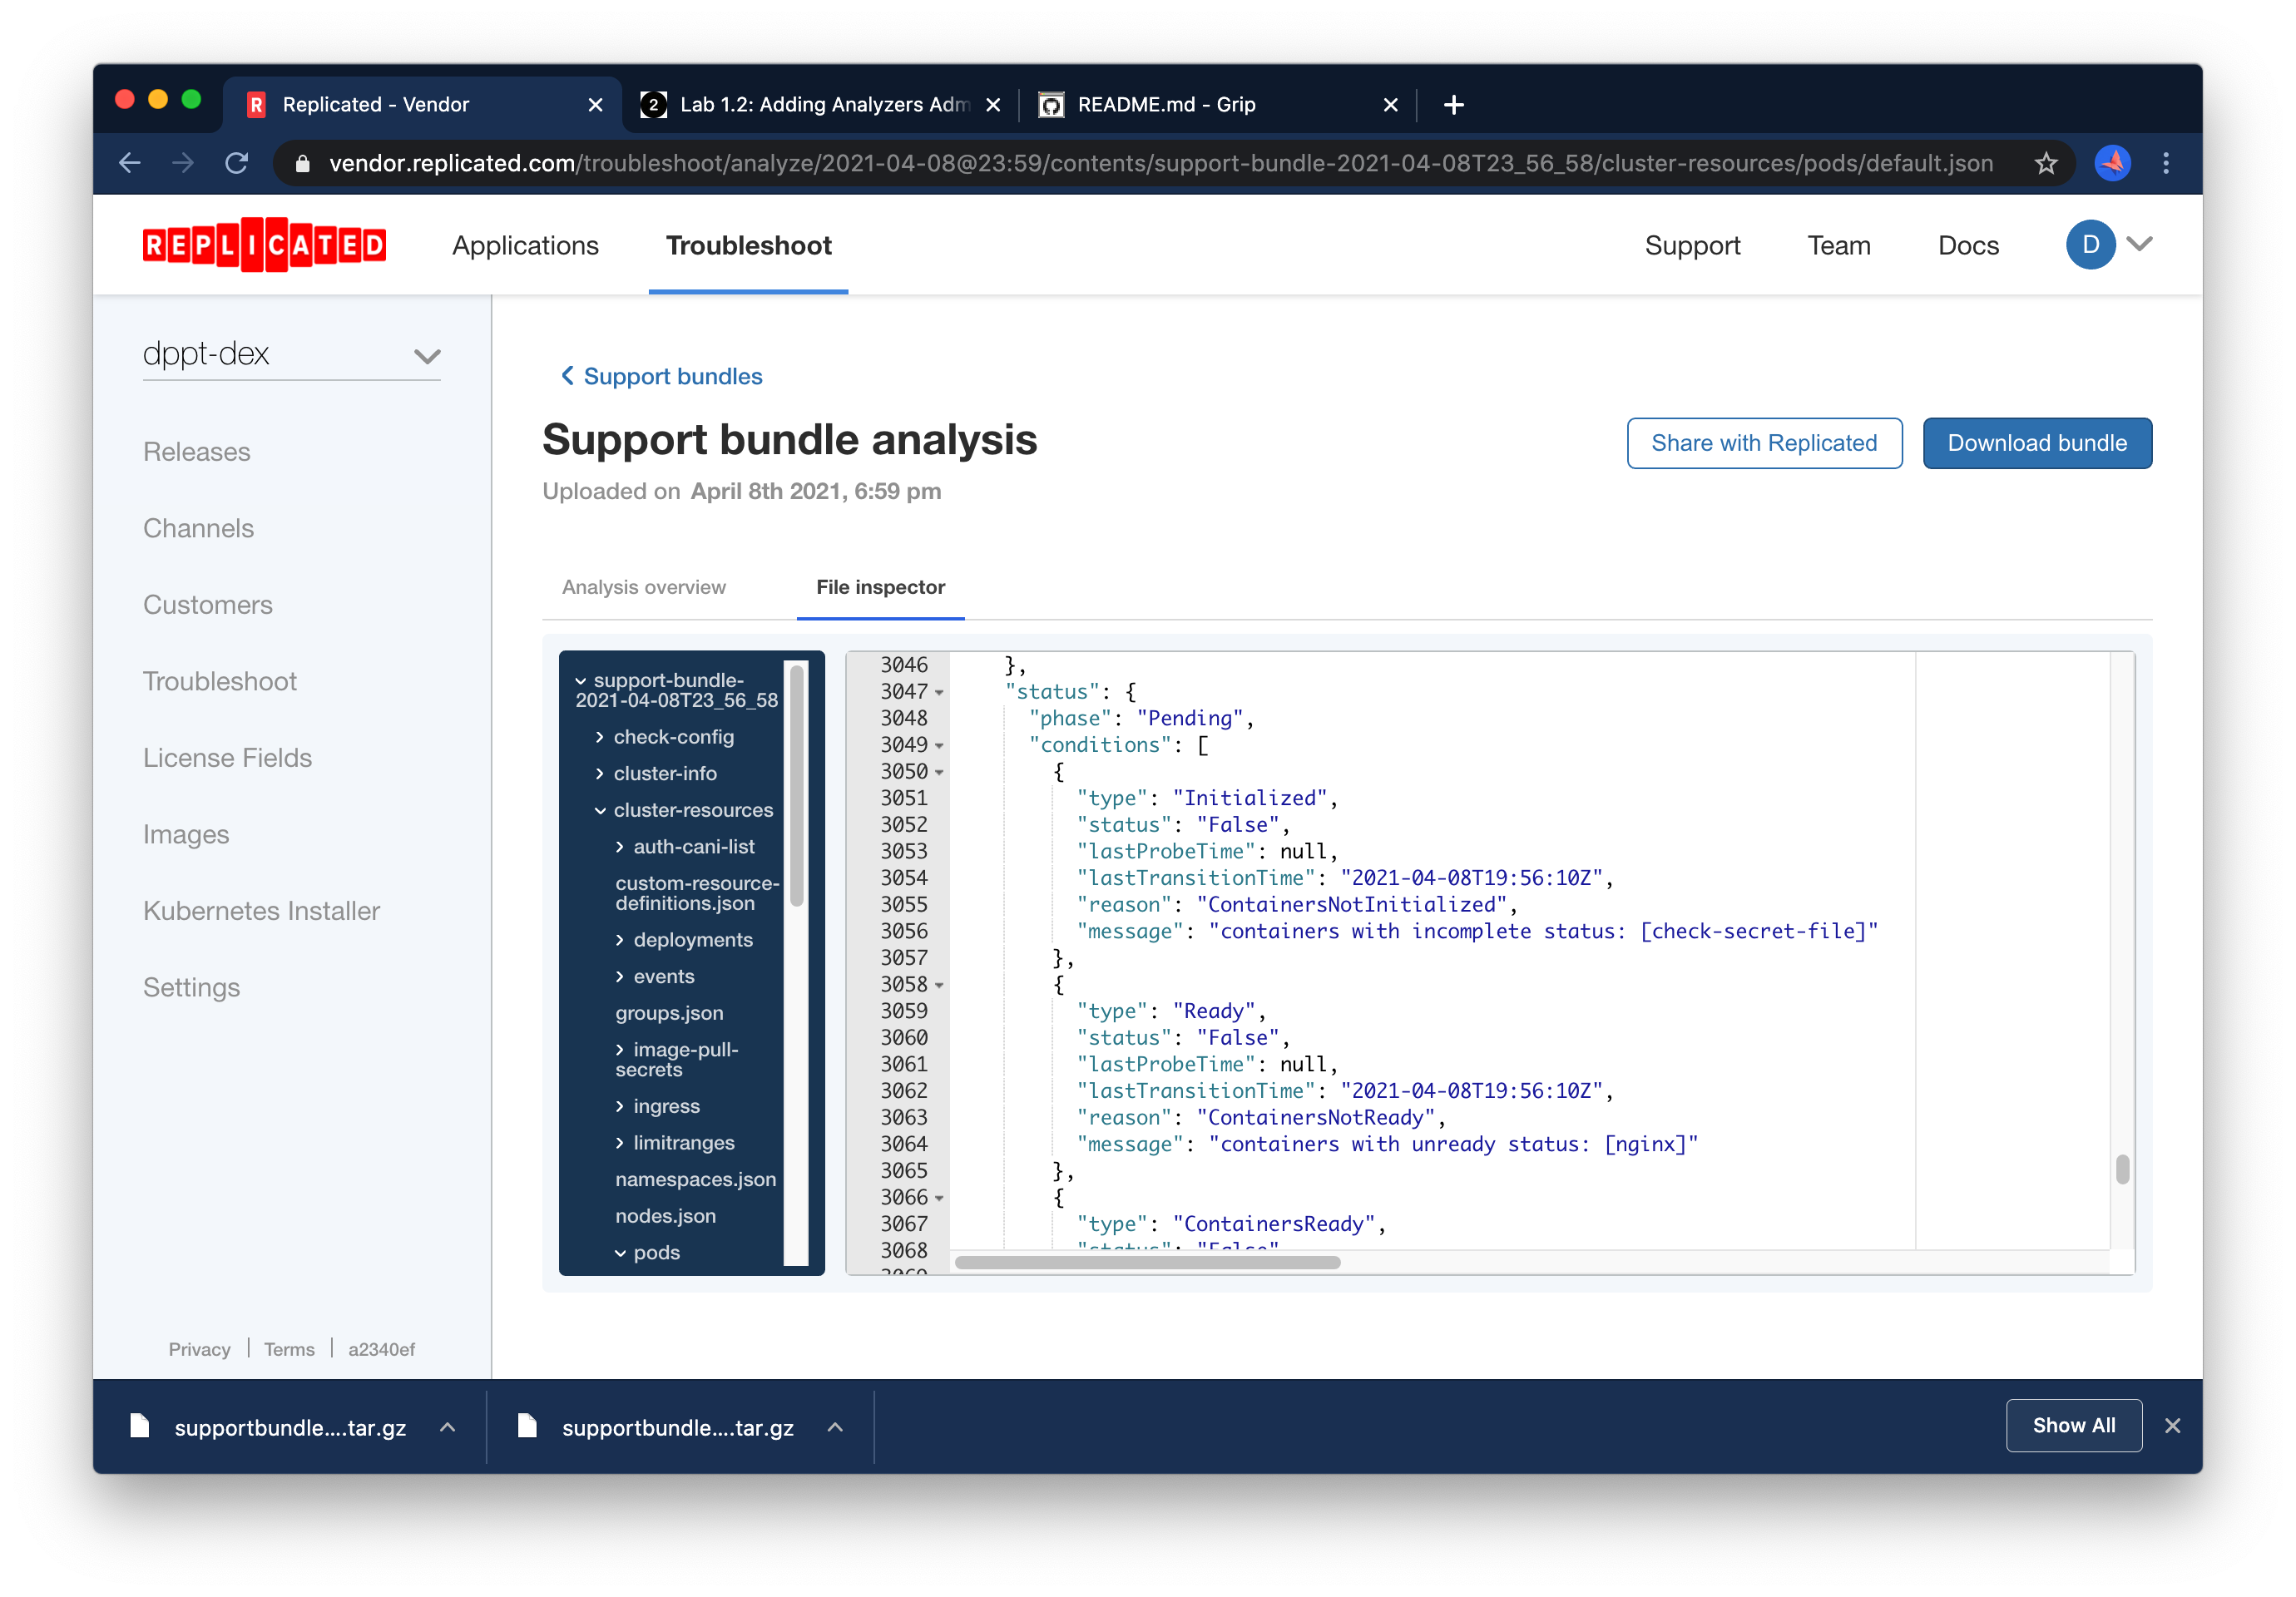 Replicated - Vendor
Lab 1.2: Adding Analyzers Adm
README.md - Grip
vendor.replicated.com/troubleshoot/analyze/2021-04-08@23:59/contents/support-bundle-2021-04-08T23_56_58/cluster-resources/pods/default.json
REPLICATED
Applications
Troubleshoot
Support
Team
Docs
D
dppt-dex
Releases
Channels
Customers
Troubleshoot
License Fields
Images
Kubernetes Installer
Settings
Privacy | Terms | a2340ef
Support bundles
Support bundle analysis
Uploaded on April 8th 2021, 6:59 pm
Share with Replicated
Download bundle
Analysis overview
File inspector
support-bundle-
2021-04-08T23_56_58
check-config
cluster-info
cluster-resources
auth-cani-list
custom-resource-
definitions.json
deployments
events
groups.json
image-pull-
secrets
ingress
limitranges
namespaces.json
nodes.json
pods
3046 },
3047 "status": {
3048 "phase": "Pending",
3049 "conditions": [
3050 {
3051 "type": "Initialized",
3052 "status": "False",
3053 "lastProbeTime": null,
3054 "lastTransitionTime": "2021-04-08T19:56:10Z",
3055 "reason": "ContainersNotInitialized",
3056 "message": "containers with incomplete status: [check-secret-file]"
3057 },
3058 {
3059 "type": "Ready",
3060 "status": "False",
3061 "lastProbeTime": null,
3062 "lastTransitionTime": "2021-04-08T19:56:10Z",
3063 "reason": "ContainersNotReady",
3064 "message": "containers with unready status: [nginx]"
3065 },
3066 {
3067 "type": "ContainersReady",
3068 "status": "False"
3069
supportbundle....tar.gz
supportbundle....tar.gz
Show All